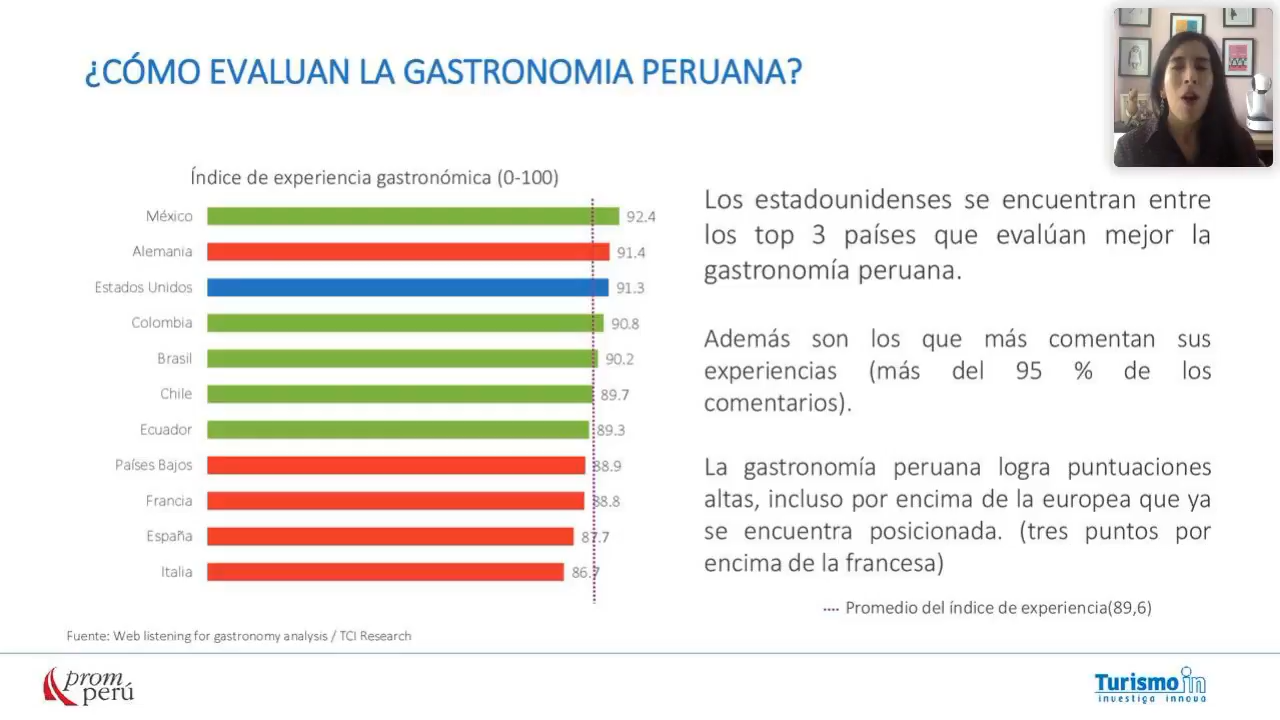 ¿CÓMO EVALUAN LA GASTRONOMIA PERUANA?
Índice de experiencia gastronómica (0-100)
México 92.4
Alemania 91.4
Estados Unidos 91.3
Colombia 90.8
Brasil 90.2
Chile 89.7
Ecuador 89.3
Países Bajos 88.9
Francia 88.8
España 87.7
Italia 86.7
Fuente: Web listening for gastronomy analysis / TCI Research
Los estadounidenses se encuentran entre
los top 3 países que evalúan mejor la
gastronomía peruana.
Además son los que más comentan sus
experiencias (más del 95 % de los
comentarios).
La gastronomía peruana logra puntuaciones
altas, incluso por encima de la europea que ya
se encuentra posicionada. (tres puntos por
encima de la francesa)
Promedio del índice de experiencia(89,6)
prom
perú
Turismo in
investiga innova